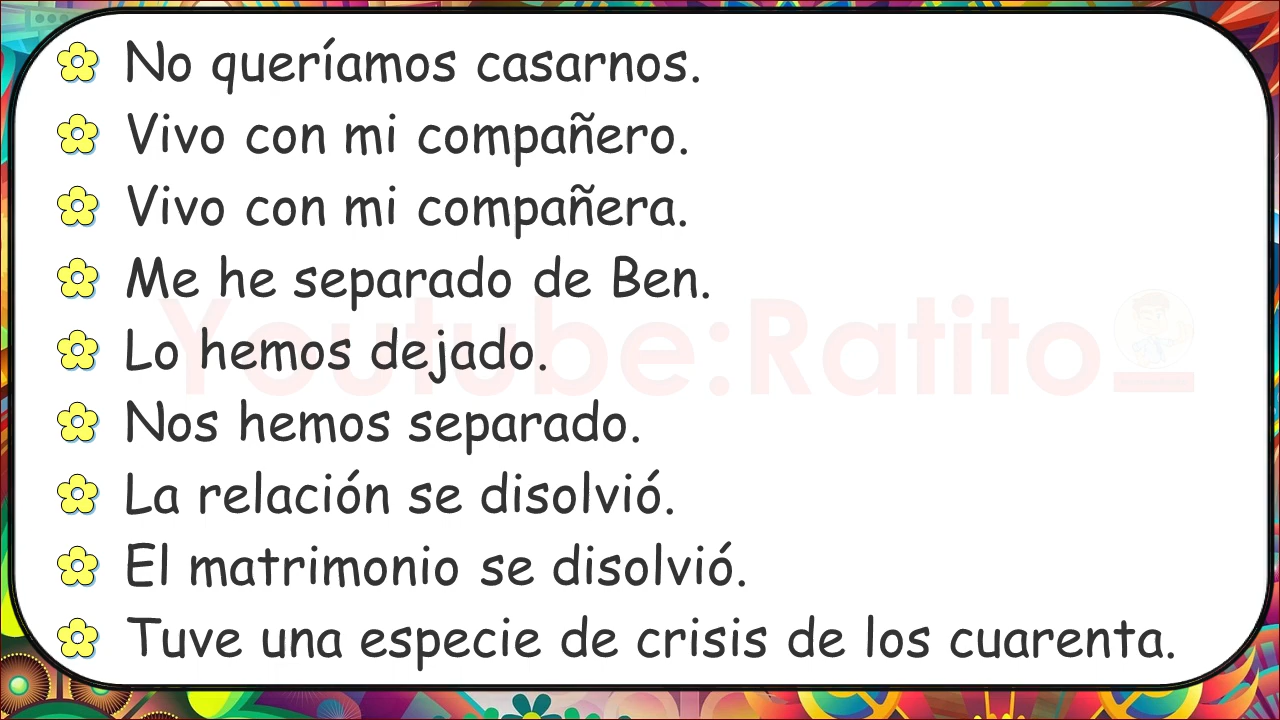 No queríamos casarnos.
Vivo con mi compañero.
Vivo con mi compañera.
Me he separado de Ben.
Lo hemos dejado.
Nos hemos separado.
La relación se disolvió.
El matrimonio se disolvió.
Tuve una especie de crisis de los cuarenta.
Youtube:Ratito